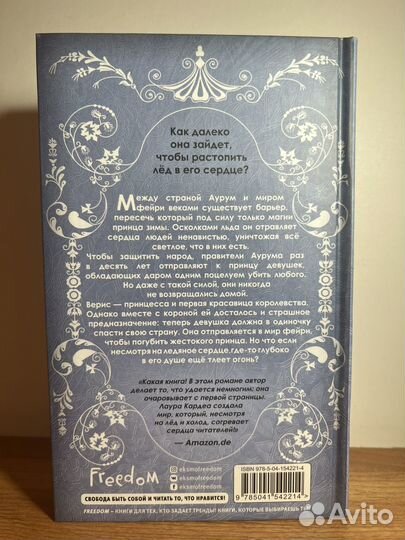 Как далеко
она зайдет,
чтобы растопить
лёд в его сердце?
Между страной Аурум и миром
фейри веками существует барьер,
пересечь который под силу только магии
принца зимы. Осколками льда он отравляет
сердца людей ненавистью, уничтожая всё
светлое, что в них есть.
Чтобы защитить народ, правители Аурума раз
в десять лет отправляют к принцу девушек,
обладающих даром одним поцелуем убить любого.
Но даже с такой силой, они никогда
не возвращались домой.
Верис — принцесса и первая красавица королевства.
Однако вместе с короной ей досталось и страшное
предназначение: теперь девушка должна в одиночку
спасти свою страну. Она отправляется в мир фейри,
чтобы погубить жестокого принца. Но что если
несмотря на ледяное сердце, где-то глубоко
в его душе ещё тлеет огонь?
«Какая книга! В этом романе автор
делает то, что удается немногим: она
очаровывает с первой страницы.
Лаура Кардеа создала
мир, который, несмотря
на лёд и холод, согревает
сердца читателей!»
— Amazon.de
ISBN 978-5-04-154221-4
9 785041 542214 >
FreedoM
eksmofreedom
eksmofreedom
eksmofreedom
СВОБОДА БЫТЬ СОБОЙ И ЧИТАТЬ ТО, ЧТО НРАВИТСЯ!
FREEDOM – КНИГИ ДЛЯ ТЕХ, КТО ЗАДАЕТ ТРЕНДЫ! КНИГИ, КОТОРЫЕ ВЫБИРАЕШЬ
Avito